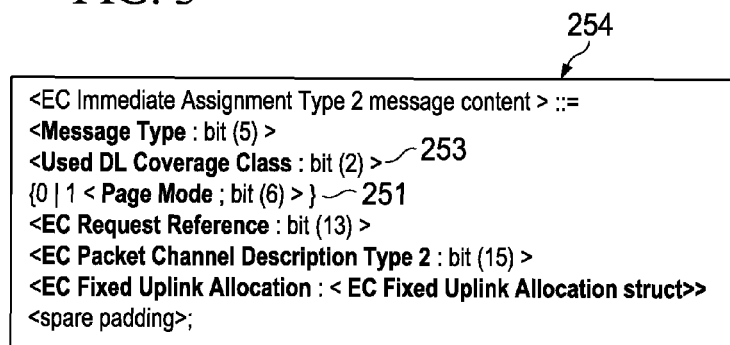 254
<EC Immediate Assignment Type 2 message content > ::=
<Message Type : bit (5) >
<Used DL Coverage Class : bit (2) > 253
{0 | 1 < Page Mode ; bit (6) > } 251
<EC Request Reference : bit (13) >
<EC Packet Channel Description Type 2 : bit (15) >
<EC Fixed Uplink Allocation : < EC Fixed Uplink Allocation struct>>
<spare padding>;